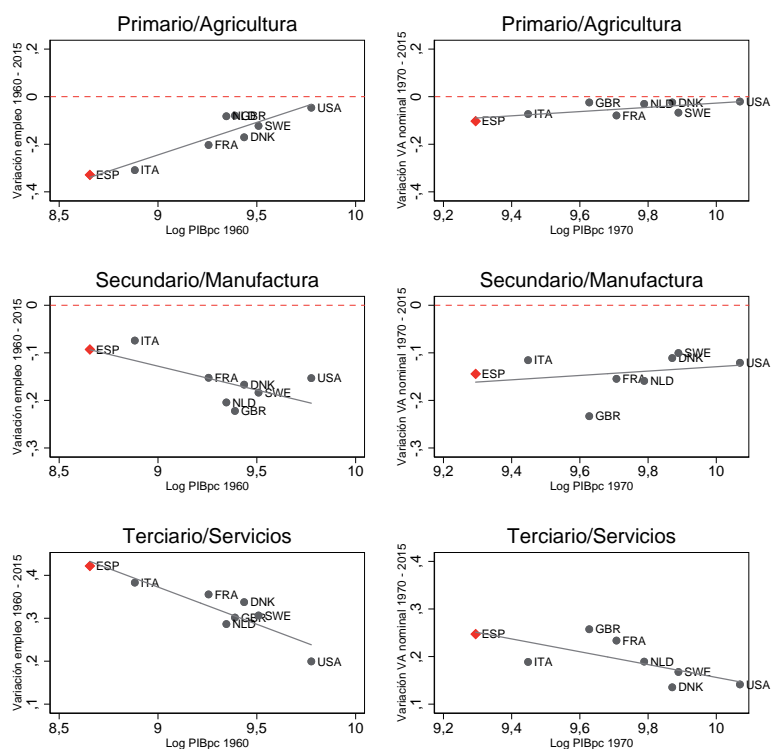 Primario/Agricultura
Variación empleo 1960 - 2015
,2
0
-,2
-,4
ESP
ITA
FRA
NLD
GBR
DNK
SWE
USA
8,5
9
9,5
10
Log PIBpc 1960
Primario/Agricultura
Variación VA nominal 1970 - 2015
,2
0
-,2
-,4
ESP
ITA
GBR
FRA
NLD
DNK
SWE
USA
9,2
9,4
9,6
9,8
10
Log PIBpc 1970
Secundario/Manufactura
Variación empleo 1960 - 2015
0
-,1
-,2
-,3
ESP
ITA
FRA
NLD
GBR
DNK
SWE
USA
8,5
9
9,5
10
Log PIBpc 1960
Secundario/Manufactura
Variación VA nominal 1970 - 2015
0
-,1
-,2
-,3
ESP
ITA
GBR
FRA
NLD
DNK
SWE
USA
9,2
9,4
9,6
9,8
10
Log PIBpc 1970
Terciario/Servicios
Variación empleo 1960 - 2015
,4
,3
,2
,1
ESP
ITA
FRA
NLD
GBR
DNK
SWE
USA
8,5
9
9,5
10
Log PIBpc 1960
Terciario/Servicios
Variación VA nominal 1970 - 2015
,4
,3
,2
,1
ESP
ITA
GBR
FRA
NLD
DNK
SWE
USA
9,2
9,4
9,6
9,8
10
Log PIBpc 1970